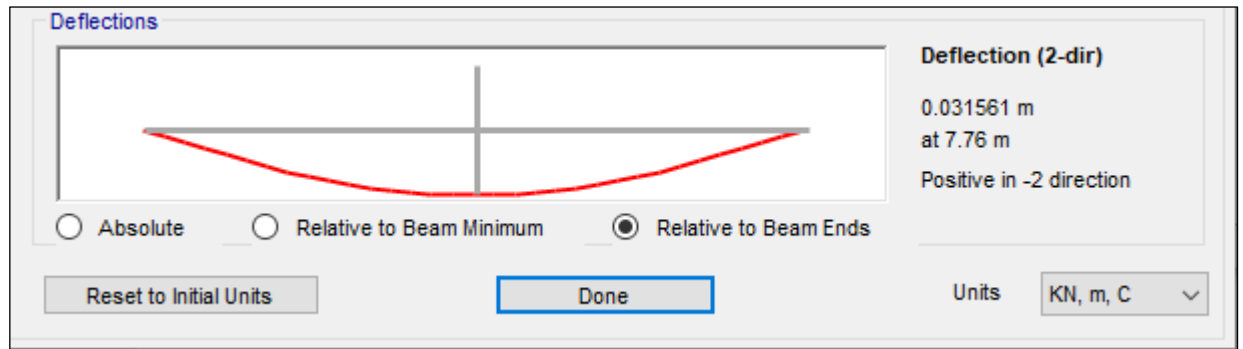 Deflections
Deflection (2-dir)
0.031561 m
at 7.76 m
Positive in -2 direction
Absolute
Relative to Beam Minimum
Relative to Beam Ends
Reset to Initial Units
Done
Units
KN, m, C